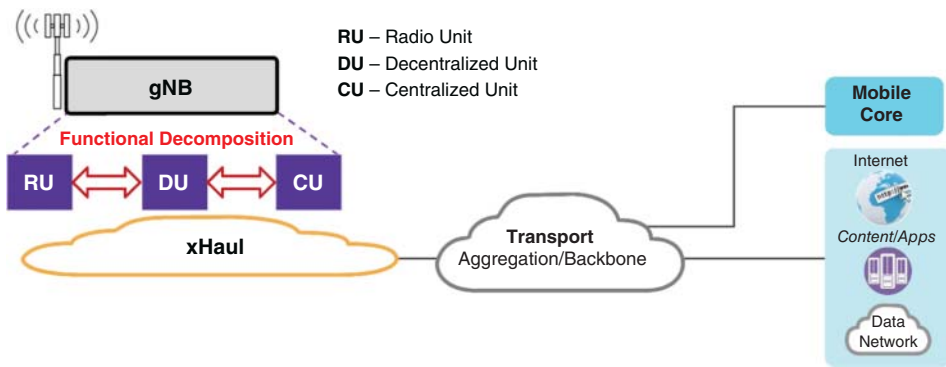 RU – Radio Unit
DU – Decentralized Unit
CU – Centralized Unit
gNB
Functional Decomposition
RU
DU
CU
xHaul
Transport
Aggregation/Backbone
Mobile
Core
Internet
Content/Apps
Data
Network